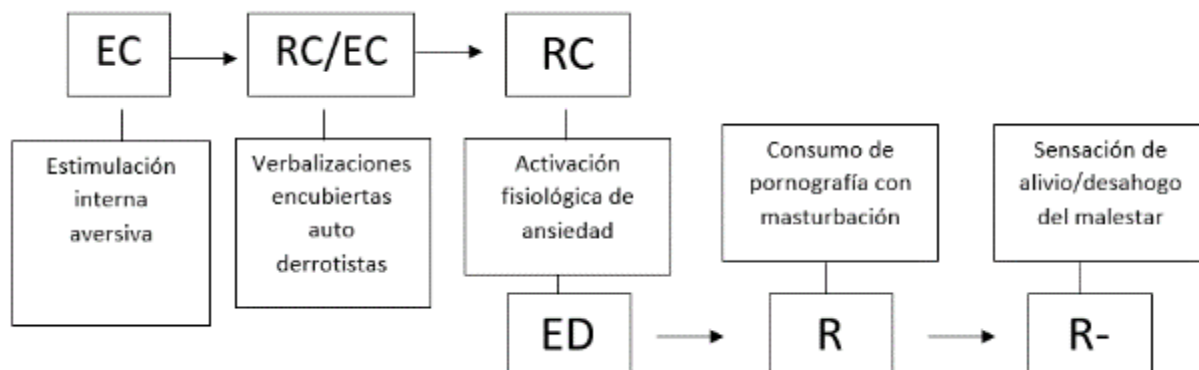 EC
RC/EC
RC
Estimulación
interna
aversiva
Verbalizaciones
encubiertas
auto
derrotistas
Activación
fisiológica de
ansiedad
Consumo de
pornografía con
masturbación
Sensación de
alivio/desahogo
del malestar
ED
R
R-